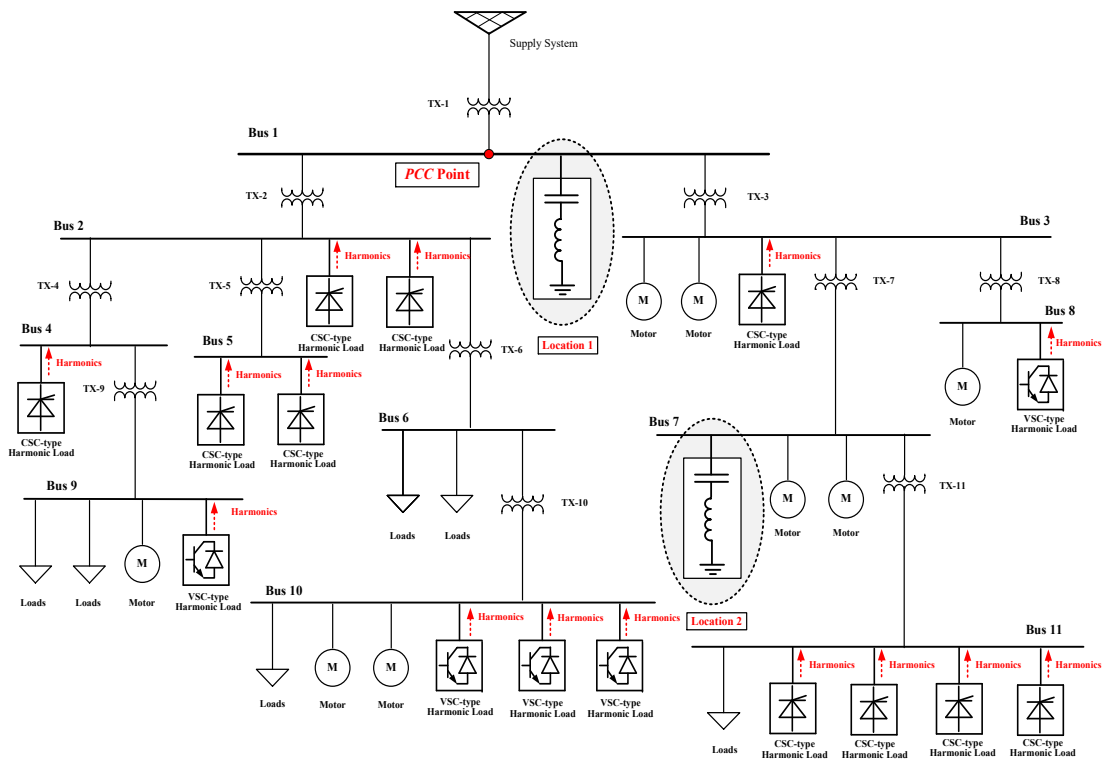 Supply System
TX-1
Bus 1
PCC Point
TX-2
TX-3
Bus 2
Bus 3
Harmonics
Harmonics
Harmonics
TX-4
TX-5
TX-7
TX-8
M
Motor
M
Motor
CSC-type
Harmonic Load
CSC-type
Harmonic Load
CSC-type
Harmonic Load
Location 1
TX-6
Bus 4
Bus 5
Bus 8
Harmonics
Harmonics
Harmonics
Harmonics
TX-9
M
Motor
VSC-type
Harmonic Load
CSC-type
Harmonic Load
CSC-type
Harmonic Load
CSC-type
Harmonic Load
Bus 6
Bus 7
TX-10
TX-11
M
Motor
M
Motor
Loads
Loads
Bus 9
Harmonics
M
Loads
Loads
Motor
VSC-type
Harmonic Load
Bus 10
Location 2
Harmonics
Harmonics
Harmonics
M
M
Loads
Motor
Motor
VSC-type
Harmonic Load
VSC-type
Harmonic Load
VSC-type
Harmonic Load
Bus 11
Harmonics
Harmonics
Harmonics
Harmonics
Loads
CSC-type
Harmonic Load
CSC-type
Harmonic Load
CSC-type
Harmonic Load
CSC-type
Harmonic Load